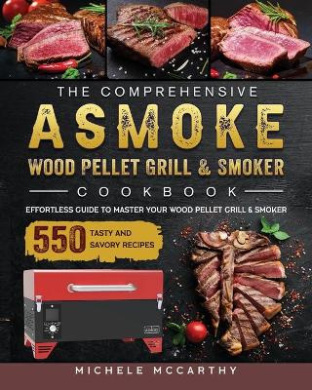 THE COMPREHENSIVE
ASMOKE
WOOD PELLET GRILL & SMOKER
COOKBOOK
EFFORTLESS GUIDE TO MASTER YOUR WOOD PELLET GRILL & SMOKER
550 TASTY AND
SAVORY RECIPES
MICHELE MCCARTHY